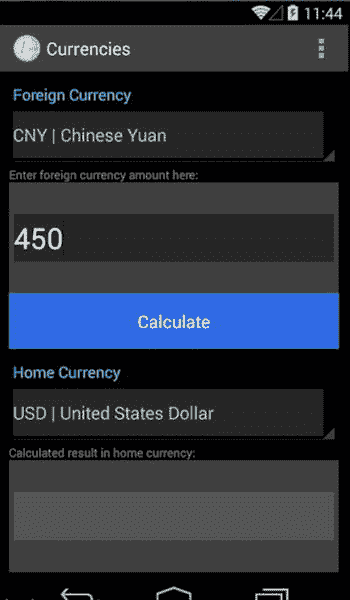 11:44
Currencies
Foreign Currency
CNY | Chinese Yuan
Enter foreign currency amount here:
450
Calculate
Home Currency
USD | United States Dollar
Calculated result in home currency: